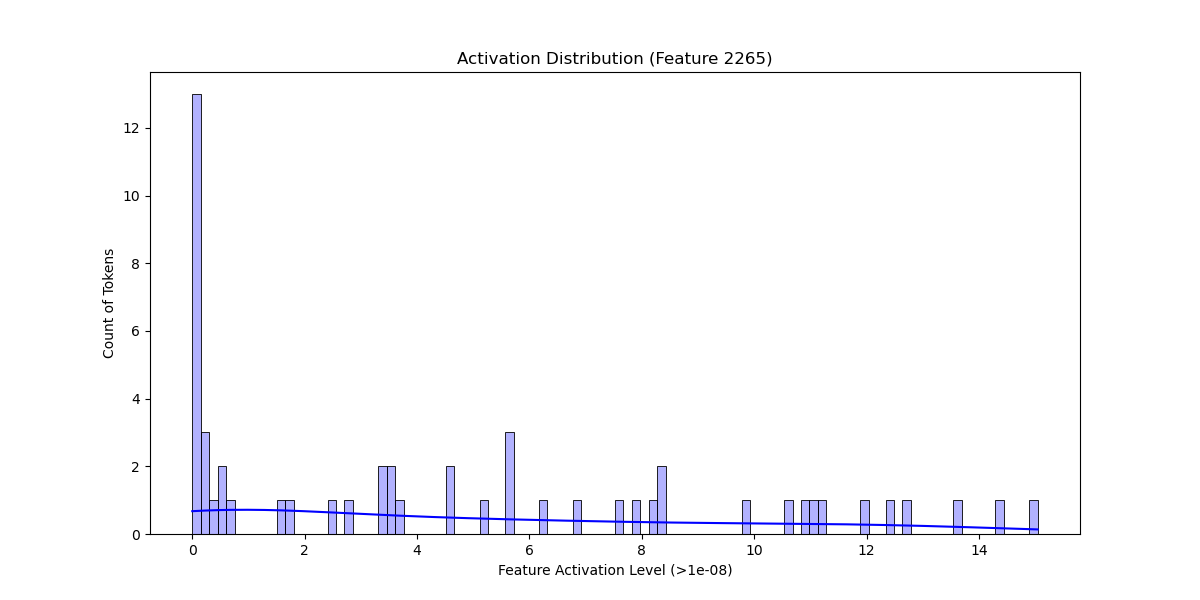 Activation Distribution (Feature 2265)
Count of Tokens
12
10
8
6
4
2
0
0 2 4 6 8 10 12 14
Feature Activation Level (>1e-08)